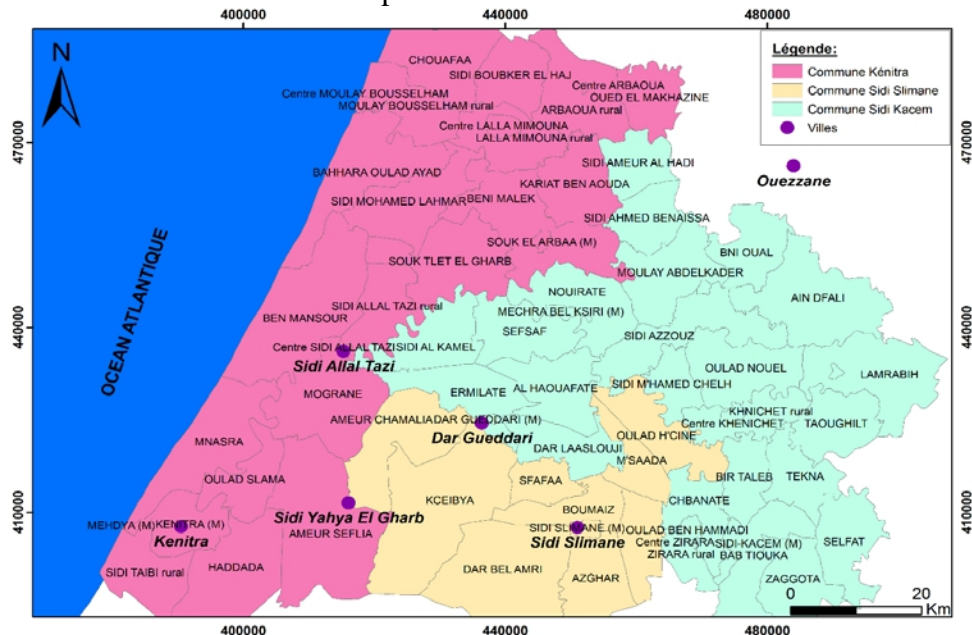 400000
440000
480000
N
Légende:
Commune Kénitra
Commune Sidi Slimane
Commune Sidi Kacem
Villes
CHOUAFAA
SIDI BOUBKER EL HAJ
Centre MOULAY BOUSSELHAM
MOULAY BOUSSELHAM rural
Centre ARBAOUA
OUED EL MAKHAZINE
ARBAOUA rural
Centre LALLA MIMOUNA
LALLA MIMOUNA rural
470000
470000
SIDI AMEUR AL HADI
Ouezzane
BAHHARA OULAD AYAD
KARIAT BEN AOUDA
SIDI MOHAMED LAHMAR
BENI MALEK
SIDI AHMED BENAISSA
SOUK EL ARBAA (M)
BNI OUAL
SOUK TLET EL GHARB
MOULAY ABDELKADER
OCEAN ATLANTIQUE
NOUIRATE
AIN DFALI
SIDI ALLAL TAZI rural
MECHRA BEL KSIRI (M)
BEN MANSOUR
SEFSAF
SIDI AZZOUZ
440000
440000
Centre SIDI ALLAL TAZI
SIDI AL KAMEL
Sidi Allal Tazi
OULAD NOUEL
LAMRABIH
MOGRANE
ERMILATE
AL HAOUAFATE
SIDI M'HAMED CHELH
KHNICHET rural
AMEUR CHAMALIA
DAR GUEDDARI (M)
Centre KHENICHET
TAOUGHILT
Dar Gueddari
OULAD H'CINE
MNASRA
DAR LAASLOUJI
M'SAADA
OULAD SLAMA
SFAFAA
BIR TALEB
TEKNA
KCEIBYA
CHBANATE
410000
410000
BOUMAIZ
Sidi Yahya El Gharb
MEHDYA (M)
KENITRA (M)
SIDI SLIMANE (M)
OULAD BEN HAMMADI
Kenitra
AMEUR SEFLIA
Sidi Slimane
Centre ZIRARA
SIDI-KACEM (M)
SELFAT
ZIRARA rural
BAB TIOUKA
SIDI TAIBI rural
HADDADA
DAR BEL AMRI
AZGHAR
ZAGGOTA
0
20
Km
400000
440000
480000